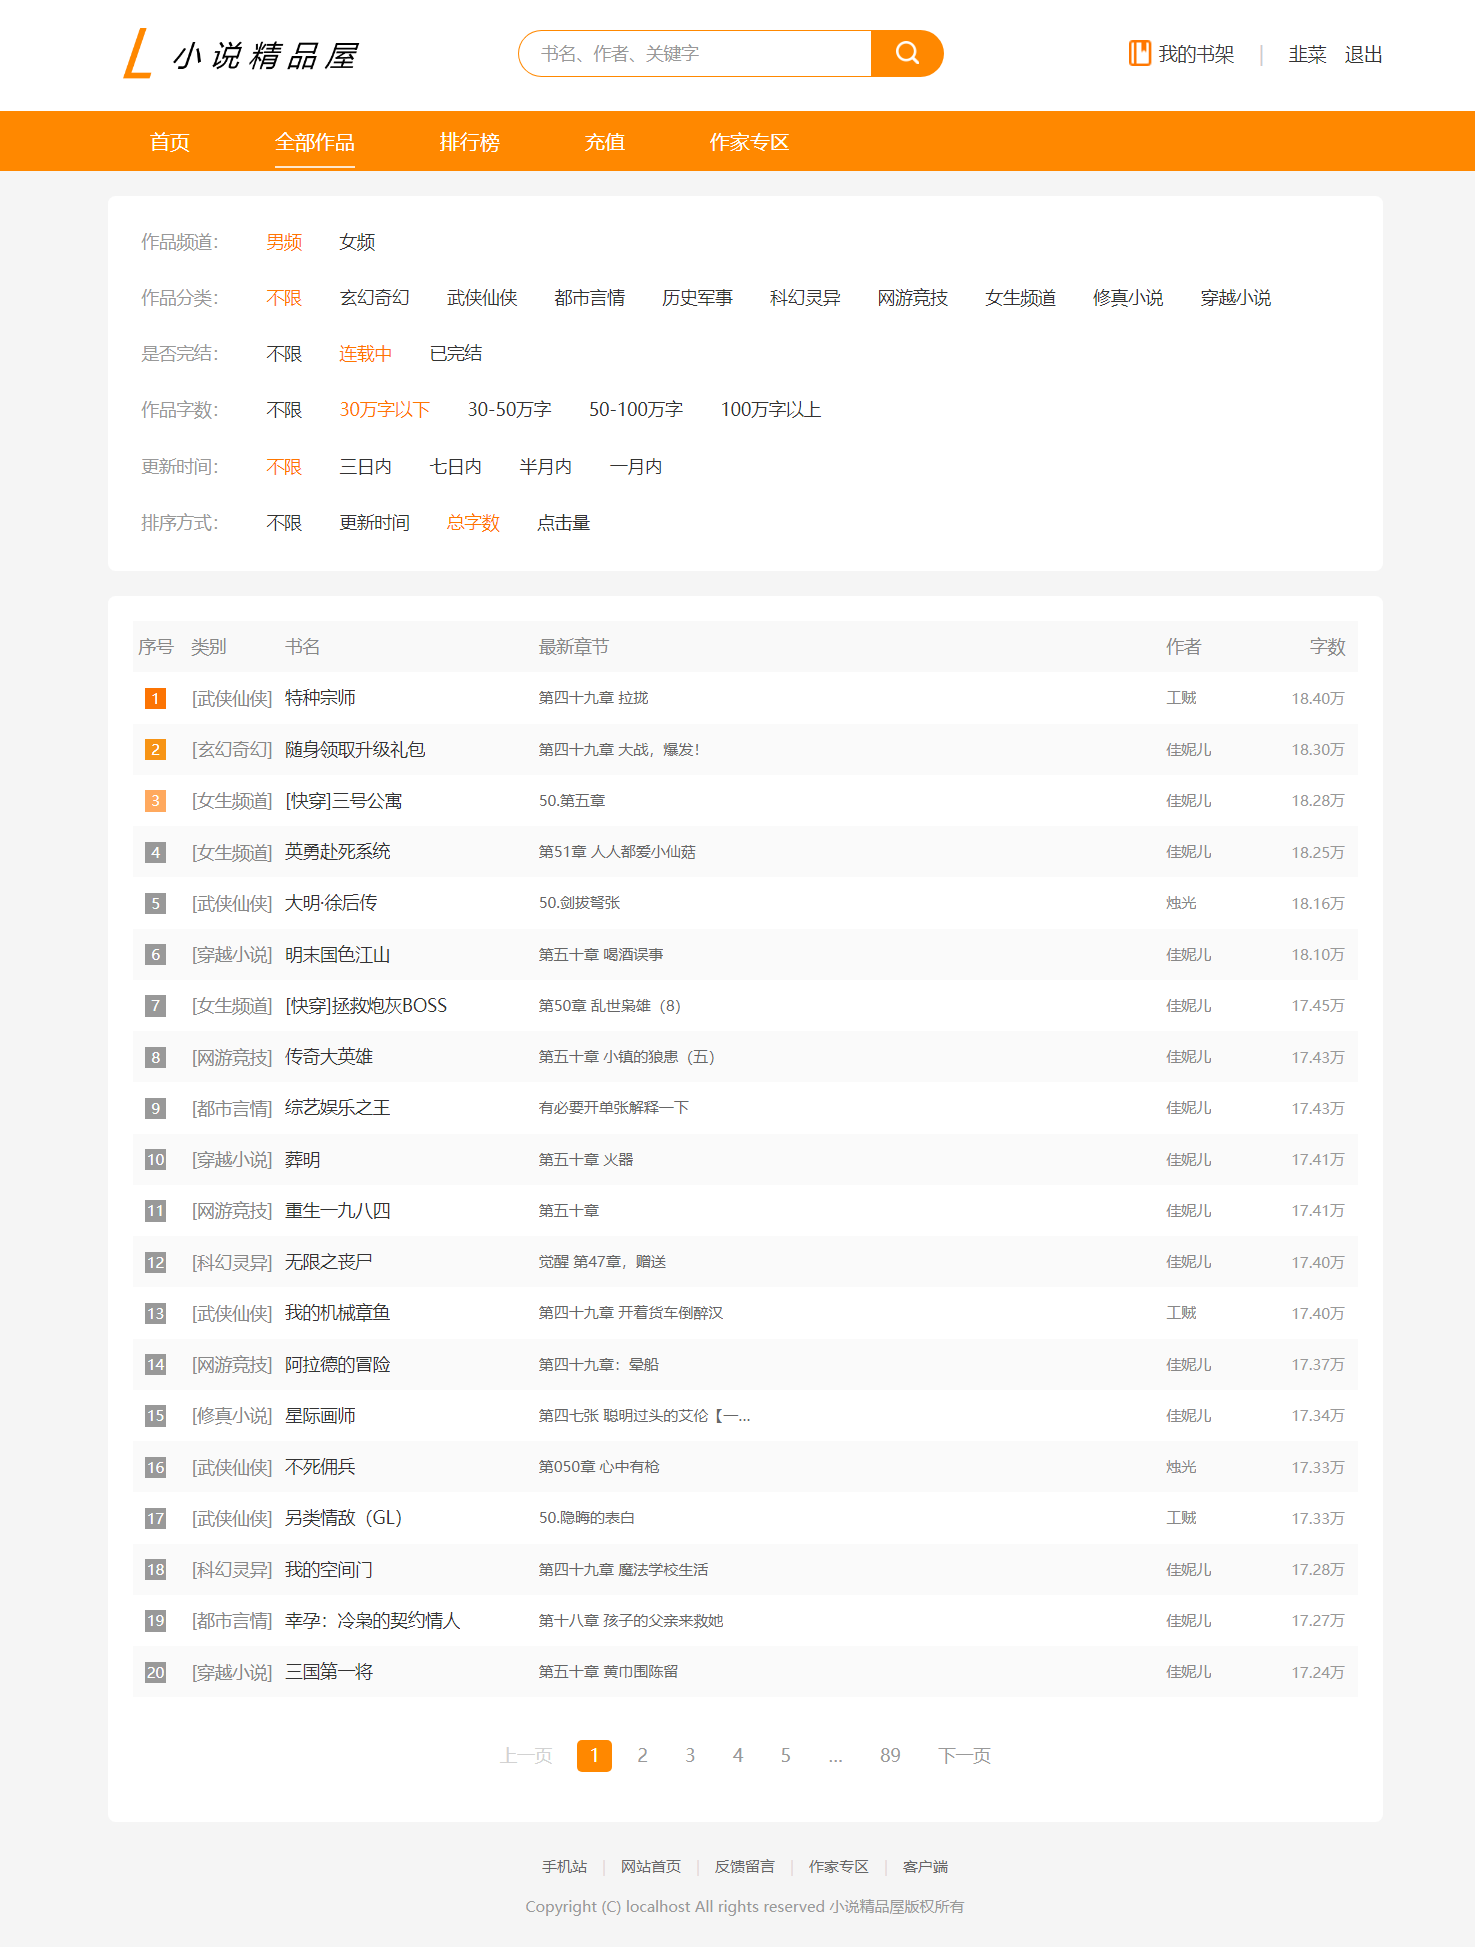 小说精品屋 书名、作者、关键字 我的书架 | 韭菜 退出
首页 全部作品 排行榜 充值 作家专区
作品频道： 男频 女频
作品分类： 不限 玄幻奇幻 武侠仙侠 都市言情 历史军事 科幻灵异 网游竞技 女生频道 修真小说 穿越小说
是否完结： 不限 连载中 已完结
作品字数： 不限 30万字以下 30-50万字 50-100万字 100万字以上
更新时间： 不限 三日内 七日内 半月内 一月内
排序方式： 不限 更新时间 总字数 点击量
序号 类别 书名 最新章节 作者 字数
1 [武侠仙侠] 特种宗师 第四十九章 拉拢 工贼 18.40万
2 [玄幻奇幻] 随身领取升级礼包 第四十九章 大战，爆发！ 佳妮儿 18.30万
3 [女生频道] [快穿]三号公寓 50.第五章 佳妮儿 18.28万
4 [女生频道] 英勇赴死系统 第51章 人人都爱小仙菇 佳妮儿 18.25万
5 [武侠仙侠] 大明·徐后传 50.剑拔弩张 烛光 18.16万
6 [穿越小说] 明末国色江山 第五十章 喝酒误事 佳妮儿 18.10万
7 [女生频道] [快穿]拯救炮灰BOSS 第50章 乱世枭雄（8） 佳妮儿 17.45万
8 [网游竞技] 传奇大英雄 第五十章 小镇的狼患（五） 佳妮儿 17.43万
9 [都市言情] 综艺娱乐之王 有必要开单张解释一下 佳妮儿 17.43万
10 [穿越小说] 葬明 第五十章 火器 佳妮儿 17.41万
11 [网游竞技] 重生一九八四 第五十章 佳妮儿 17.41万
12 [科幻灵异] 无限之丧尸 觉醒 第47章，赠送 佳妮儿 17.40万
13 [武侠仙侠] 我的机械章鱼 第四十九章 开着货车倒醉汉 工贼 17.40万
14 [网游竞技] 阿拉德的冒险 第四十九章：晕船 佳妮儿 17.37万
15 [修真小说] 星际画师 第四七张 聪明过头的艾伦【一... 佳妮儿 17.34万
16 [武侠仙侠] 不死佣兵 第050章 心中有枪 烛光 17.33万
17 [武侠仙侠] 另类情敌（GL） 50.隐晦的表白 工贼 17.33万
18 [科幻灵异] 我的空间门 第四十九章 魔法学校生活 佳妮儿 17.28万
19 [都市言情] 幸孕：冷枭的契约情人 第十八章 孩子的父亲来救她 佳妮儿 17.27万
20 [穿越小说] 三国第一将 第五十章 黄巾围陈留 佳妮儿 17.24万
上一页 1 2 3 4 5 ... 89 下一页
手机站 | 网站首页 | 反馈留言 | 作家专区 | 客户端
Copyright (C) localhost All rights reserved 小说精品屋版权所有